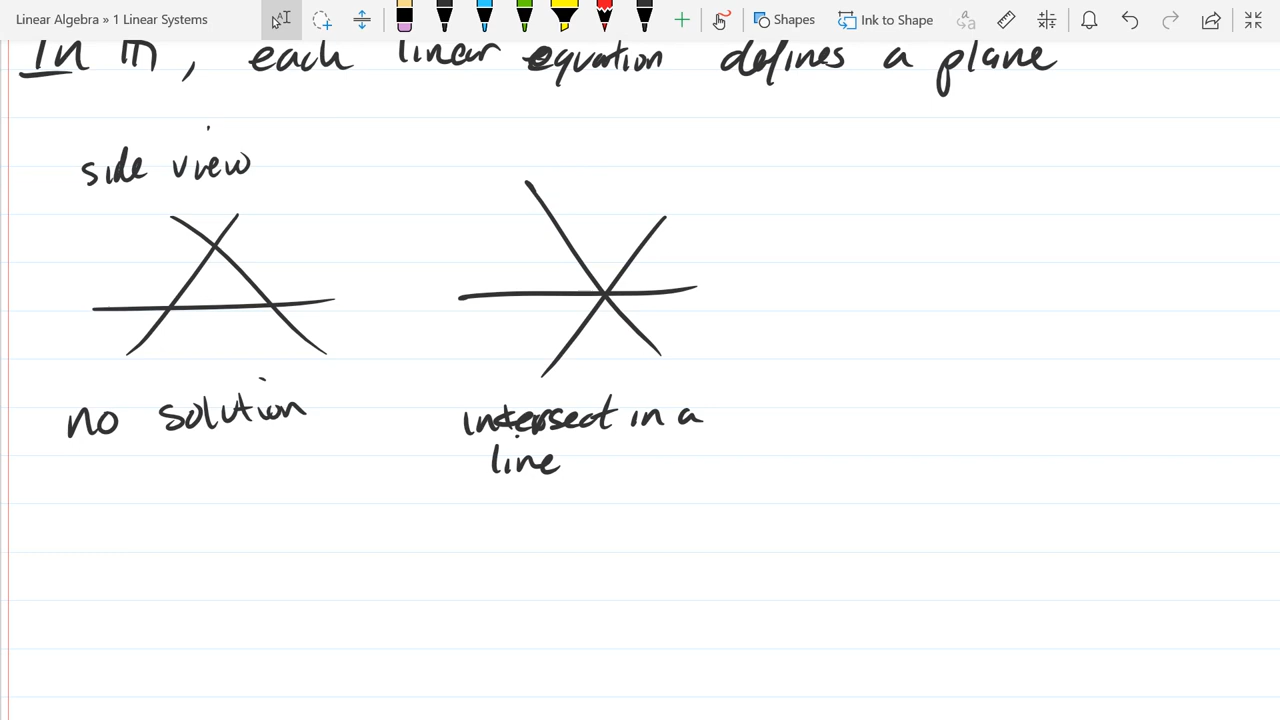 Linear Algebra » 1 Linear Systems
Shapes
Ink to Shape
In, each linear equation defines a plane
side view
no solution
intersect in a
line